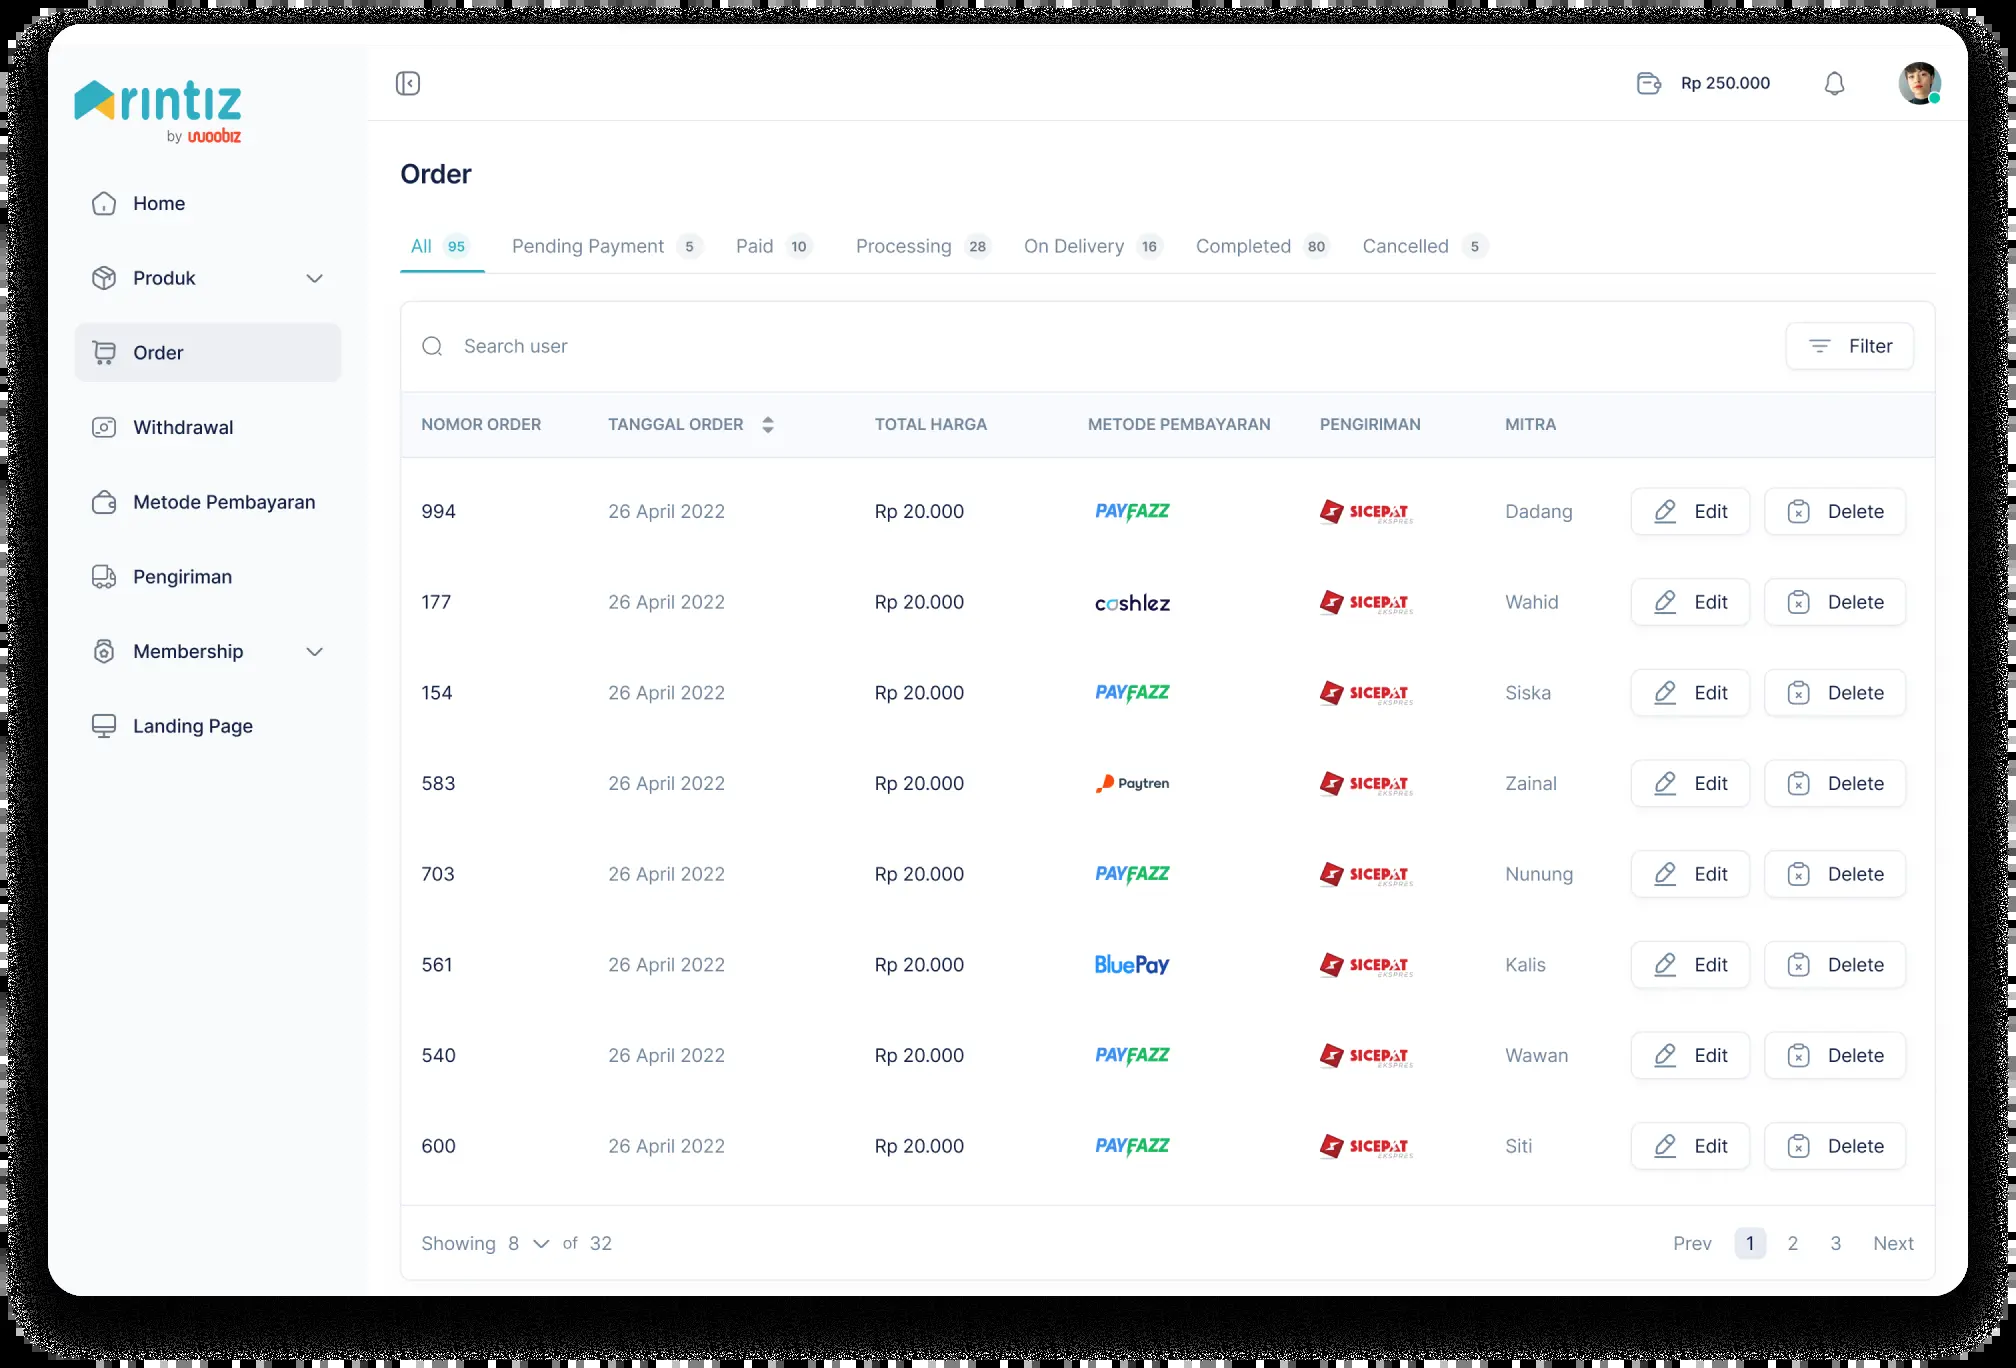 rintiz
by woobiz
Home
Produk
Order
Withdrawal
Metode Pembayaran
Pengiriman
Membership
Landing Page
Rp 250.000
Order
All 95 Pending Payment 5 Paid 10 Processing 28 On Delivery 16 Completed 80 Cancelled 5
Search user
Filter
NOMOR ORDER TANGGAL ORDER TOTAL HARGA METODE PEMBAYARAN PENGIRIMAN MITRA
994 26 April 2022 Rp 20.000 PAYFAZZ SICEPAT EKSPRES Dadang Edit Delete
177 26 April 2022 Rp 20.000 cashlez SICEPAT EKSPRES Wahid Edit Delete
154 26 April 2022 Rp 20.000 PAYFAZZ SICEPAT EKSPRES Siska Edit Delete
583 26 April 2022 Rp 20.000 Paytren SICEPAT EKSPRES Zainal Edit Delete
703 26 April 2022 Rp 20.000 PAYFAZZ SICEPAT EKSPRES Nunung Edit Delete
561 26 April 2022 Rp 20.000 BluePay SICEPAT EKSPRES Kalis Edit Delete
540 26 April 2022 Rp 20.000 PAYFAZZ SICEPAT EKSPRES Wawan Edit Delete
600 26 April 2022 Rp 20.000 PAYFAZZ SICEPAT EKSPRES Siti Edit Delete
Showing 8 of 32
Prev 1 2 3 Next